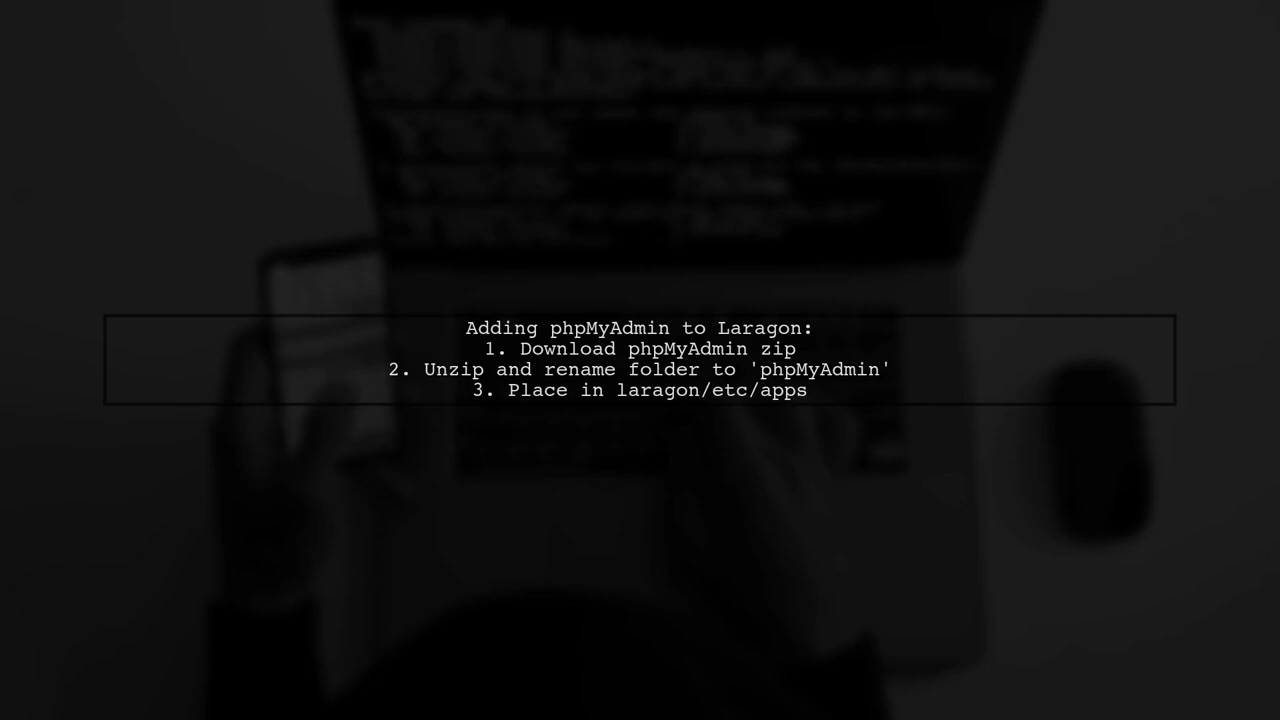 Adding phpMyAdmin to Laragon:
1. Download phpMyAdmin zip
2. Unzip and rename folder to 'phpMyAdmin'
3. Place in laragon/etc/apps